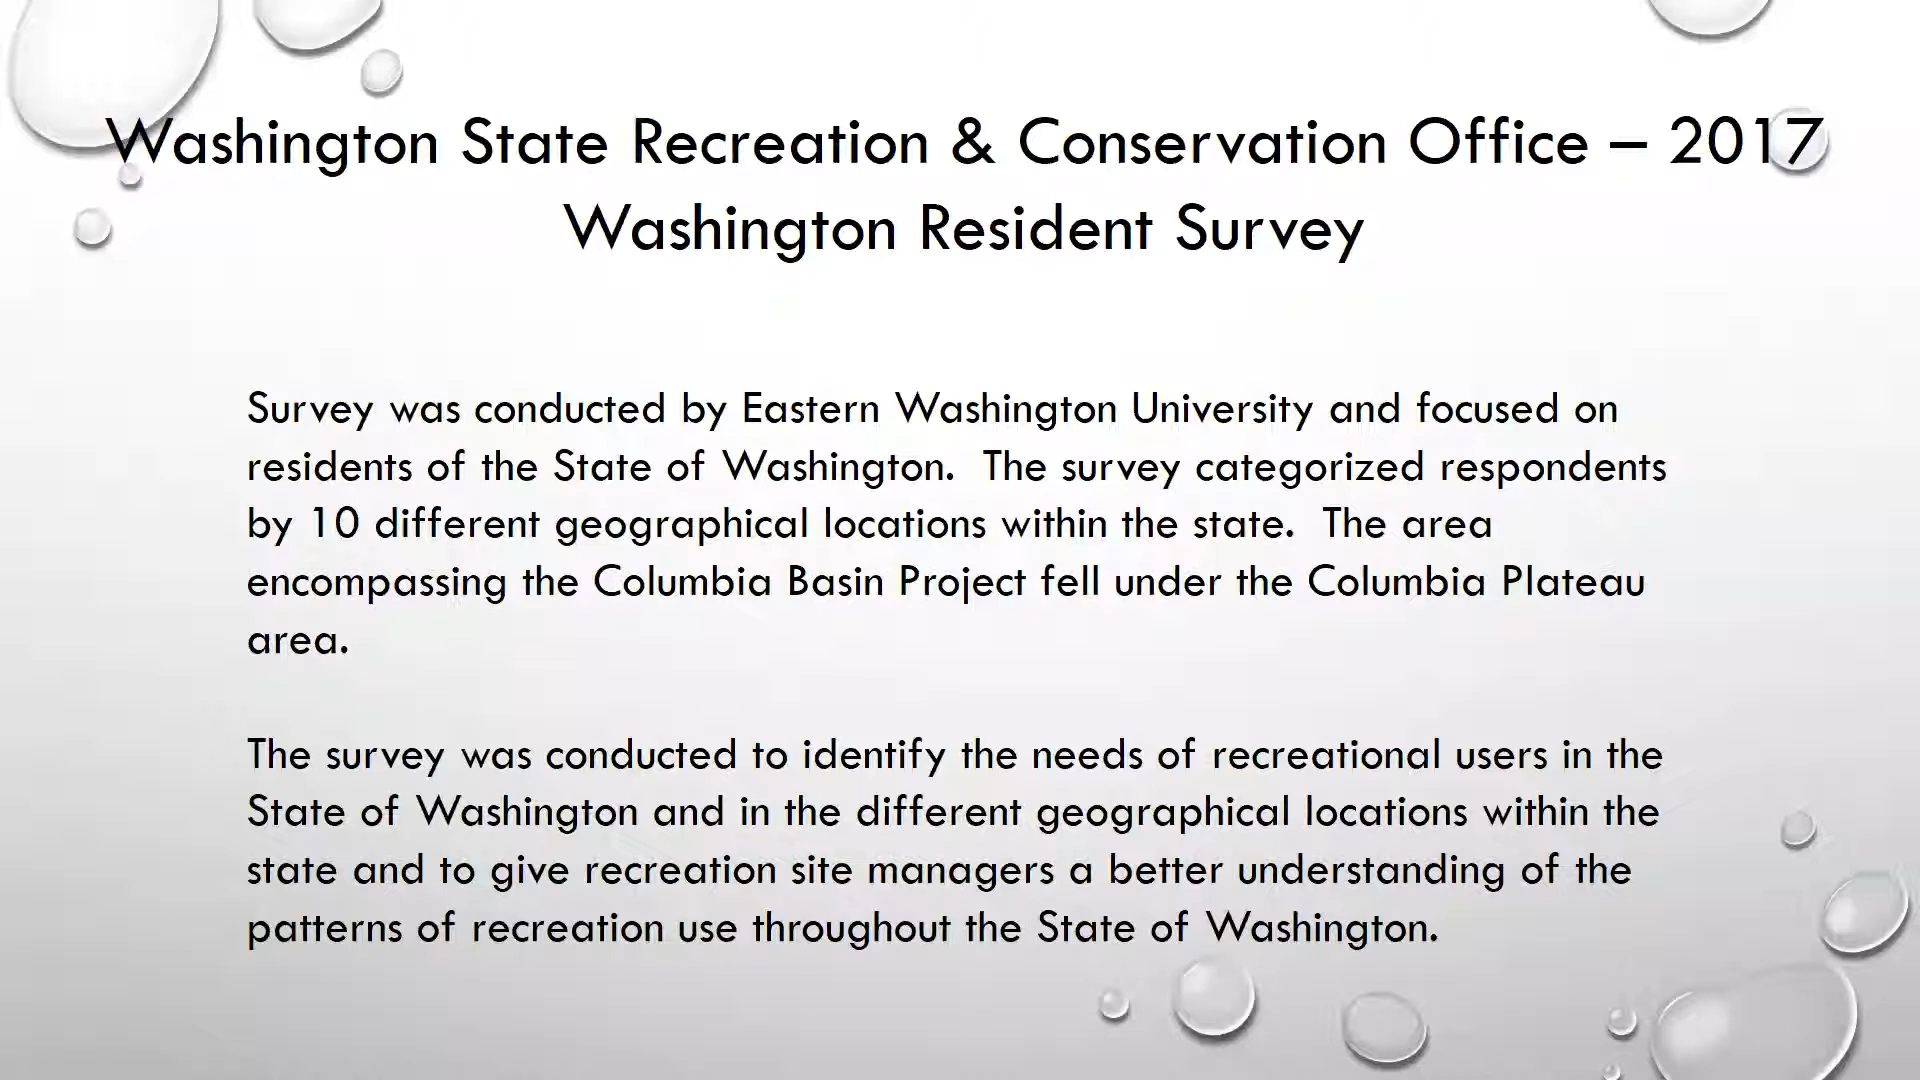 Washington State Recreation & Conservation Office – 2017
Washington Resident Survey
Survey was conducted by Eastern Washington University and focused on
residents of the State of Washington.  The survey categorized respondents
by 10 different geographical locations within the state.  The area
encompassing the Columbia Basin Project fell under the Columbia Plateau
area.
The survey was conducted to identify the needs of recreational users in the
State of Washington and in the different geographical locations within the
state and to give recreation site managers a better understanding of the
patterns of recreation use throughout the State of Washington.